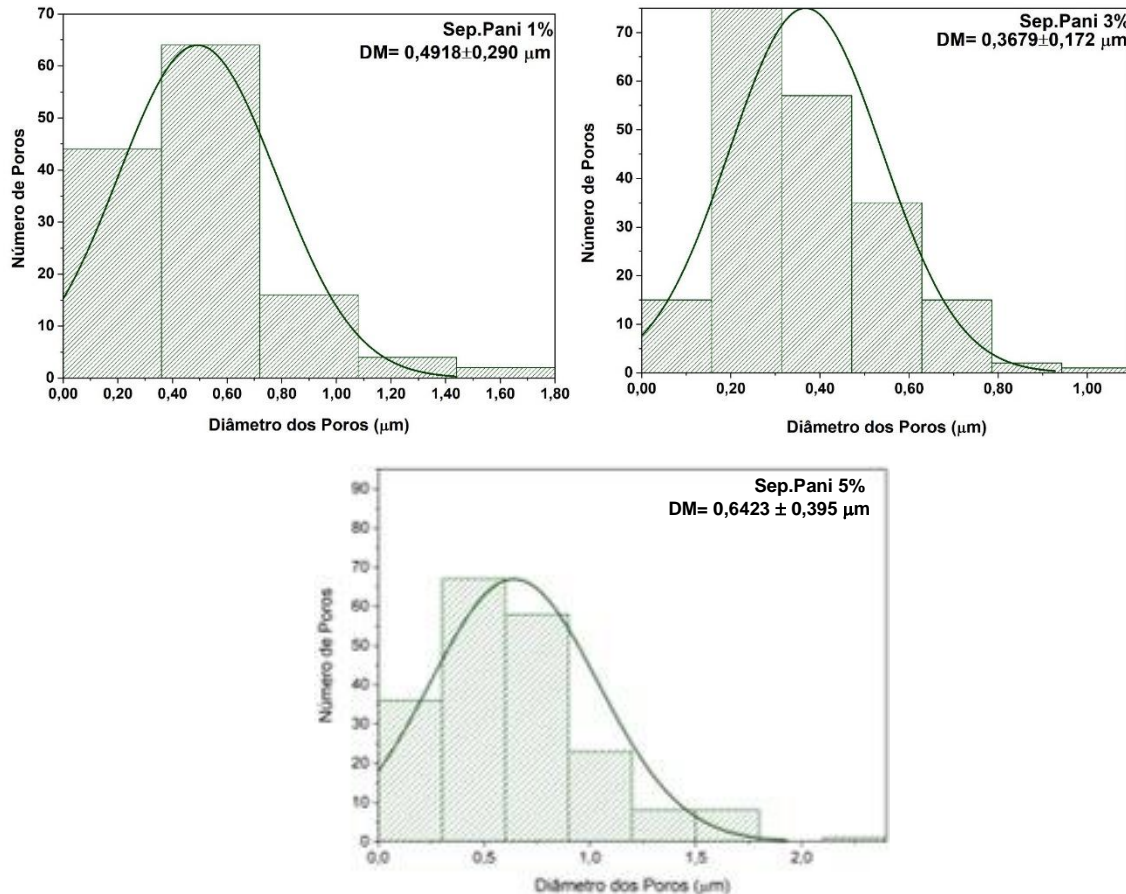 Sep.Pani 1%
DM= 0,4918±0,290 μm
Número de Poros
70
60
50
40
30
20
10
0
0,00 0,20 0,40 0,60 0,80 1,00 1,20 1,40 1,60 1,80
Diâmetro dos Poros (μm)
Sep.Pani 3%
DM= 0,3679±0,172 μm
Número de Poros
70
60
50
40
30
20
10
0
0,00 0,20 0,40 0,60 0,80 1,00
Diâmetro dos Poros (μm)
Sep.Pani 5%
DM= 0,6423 ± 0,395 μm
Número de Poros
90
80
70
60
50
40
30
20
10
0
0,0 0,5 1,0 1,5 2,0
Diâmetro dos Poros (μm)